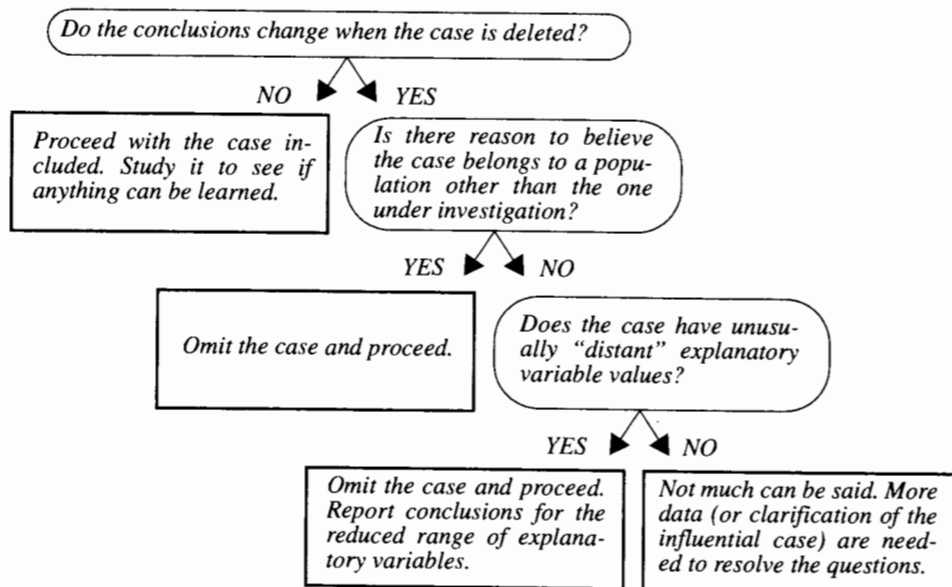 Do the conclusions change when the case is deleted?
NO
YES
Proceed with the case in-
cluded. Study it to see if
anything can be learned.
Is there reason to believe
the case belongs to a popu-
lation other than the one
under investigation?
YES
NO
Omit the case and proceed.
Does the case have unusu-
ally “distant” explanatory
variable values?
YES
NO
Omit the case and proceed.
Report conclusions for the
reduced range of explana-
tory variables.
Not much can be said. More
data (or clarification of the
influential case) are need-
ed to resolve the questions.